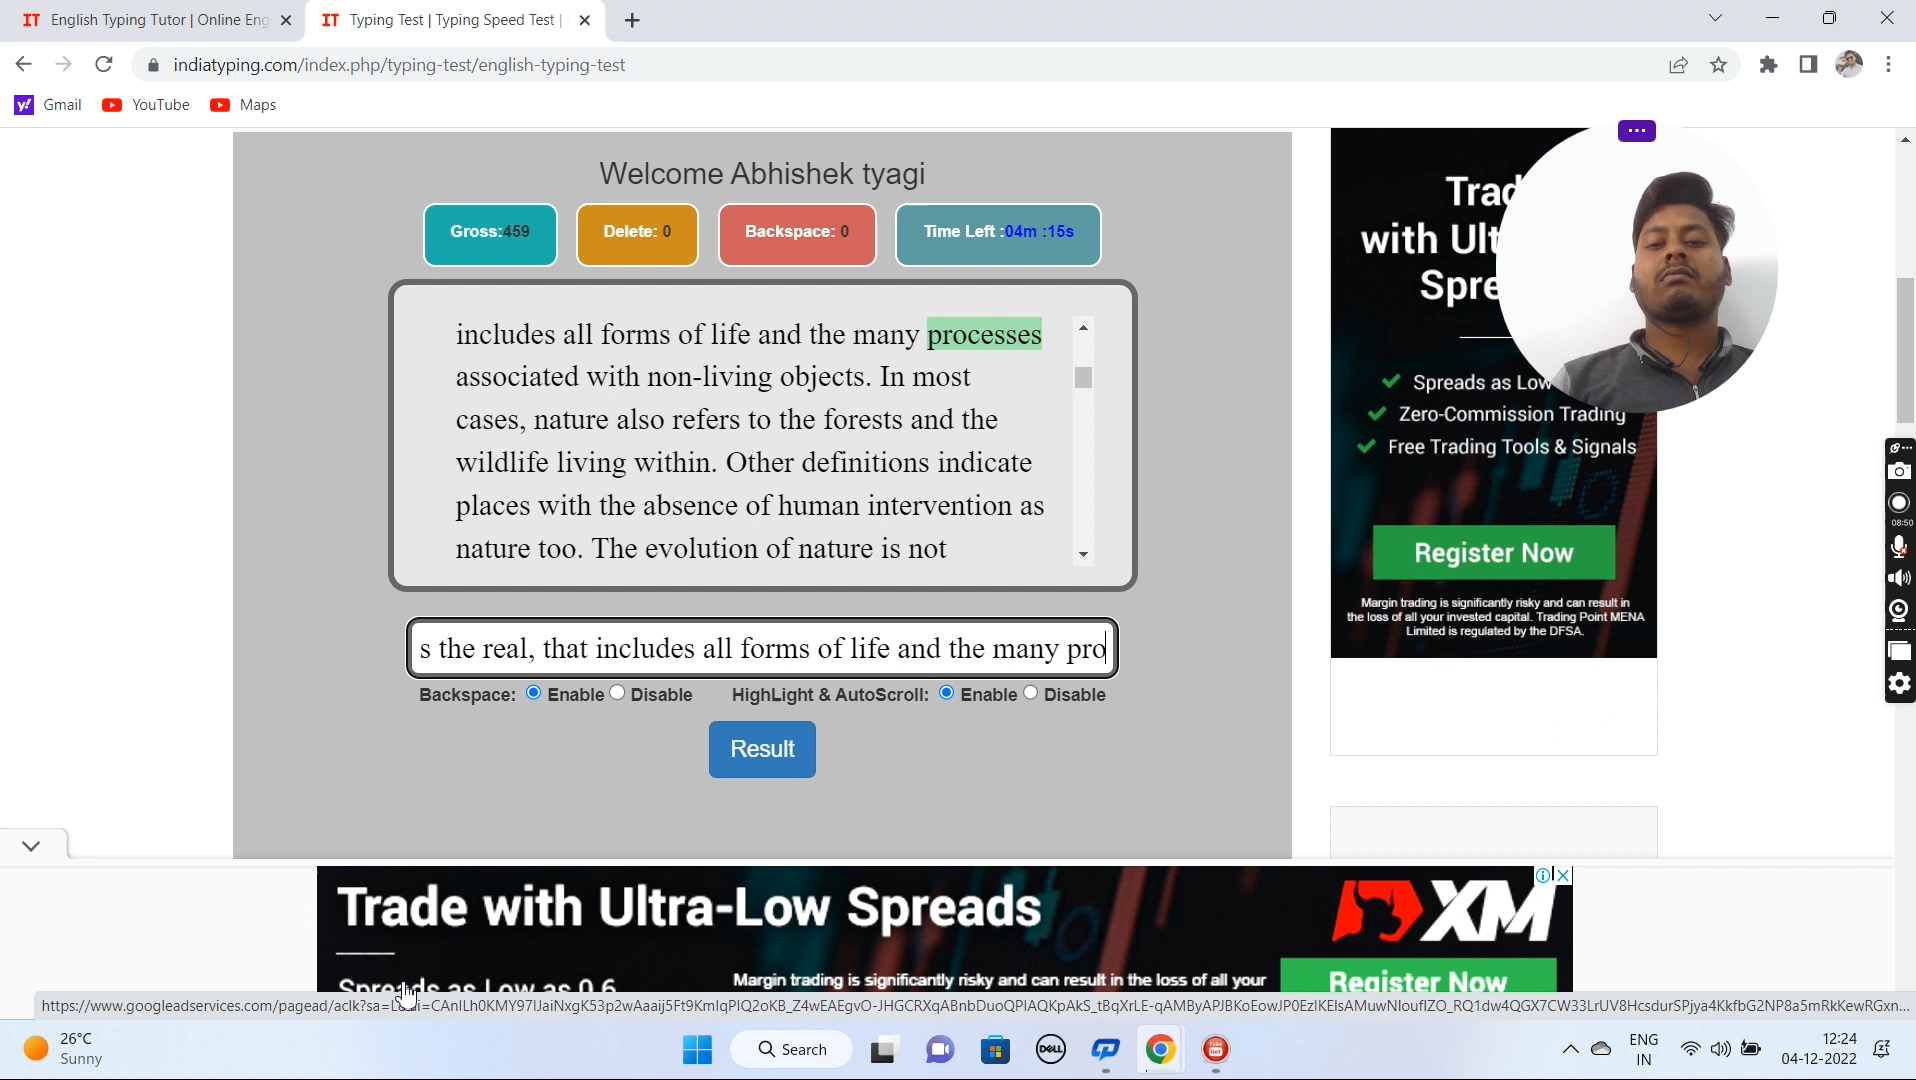 English Typing Tutor | Online Eng
Typing Test | Typing Speed Test |
indiatyping.com/index.php/typing-test/english-typing-test
Gmail YouTube Maps
Welcome Abhishek tyagi
Gross:459 Delete: 0 Backspace: 0 Time Left :04m :15s
includes all forms of life and the many processes
associated with non-living objects. In most
cases, nature also refers to the forests and the
wildlife living within. Other definitions indicate
places with the absence of human intervention as
nature too. The evolution of nature is not
s the real, that includes all forms of life and the many pro
Backspace: Enable Disable HighLight & AutoScroll: Enable Disable
Result
Trad
with Ult
Spre
Spreads as Low
Zero-Commission Trading
Free Trading Tools & Signals
Register Now
Margin trading is significantly risky and can result in
the loss of all your invested capital. Trading Point MENA
Limited is regulated by the DFSA.
08:50
Trade with Ultra-Low Spreads
Spreads as Low as 0.6
Margin trading is significantly risky and can result in the loss of all your
XM
Register Now
26°C
Sunny
Search
DELL
ENG
IN
12:24
04-12-2022